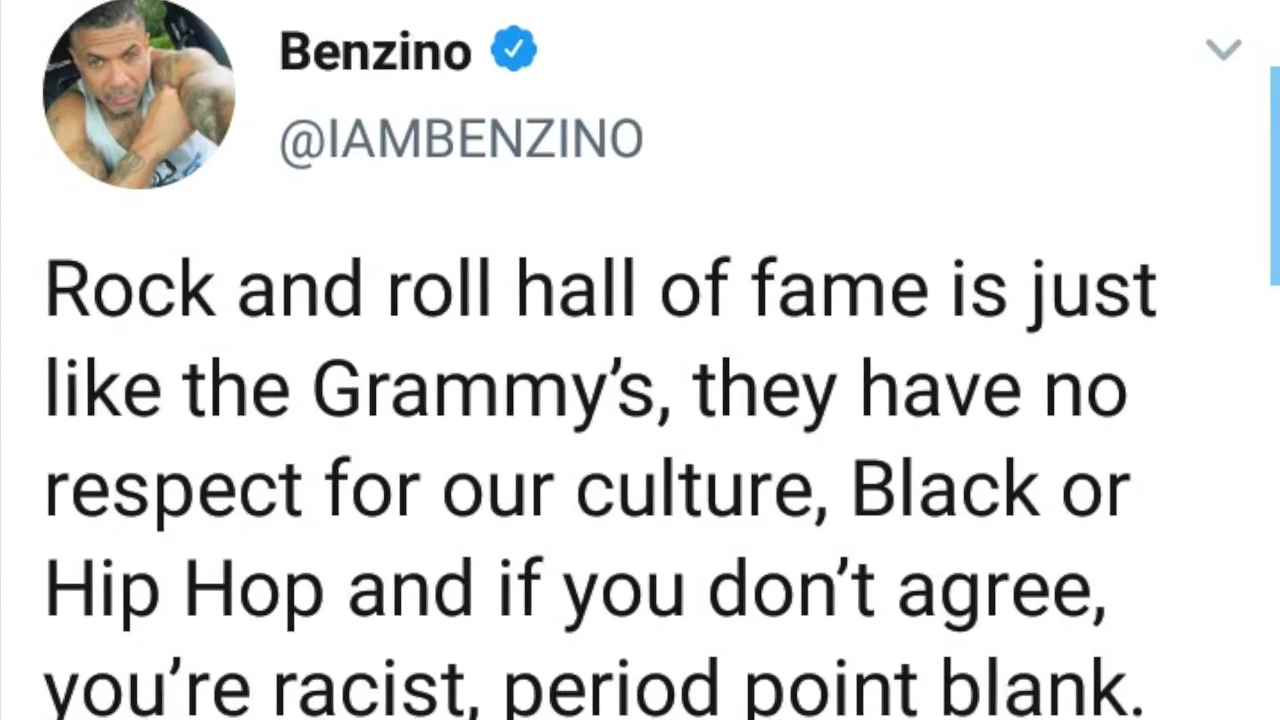 Benzino
@IAMBENZINO
Rock and roll hall of fame is just
like the Grammy’s, they have no
respect for our culture, Black or
Hip Hop and if you don’t agree,
you’re racist, period point blank.